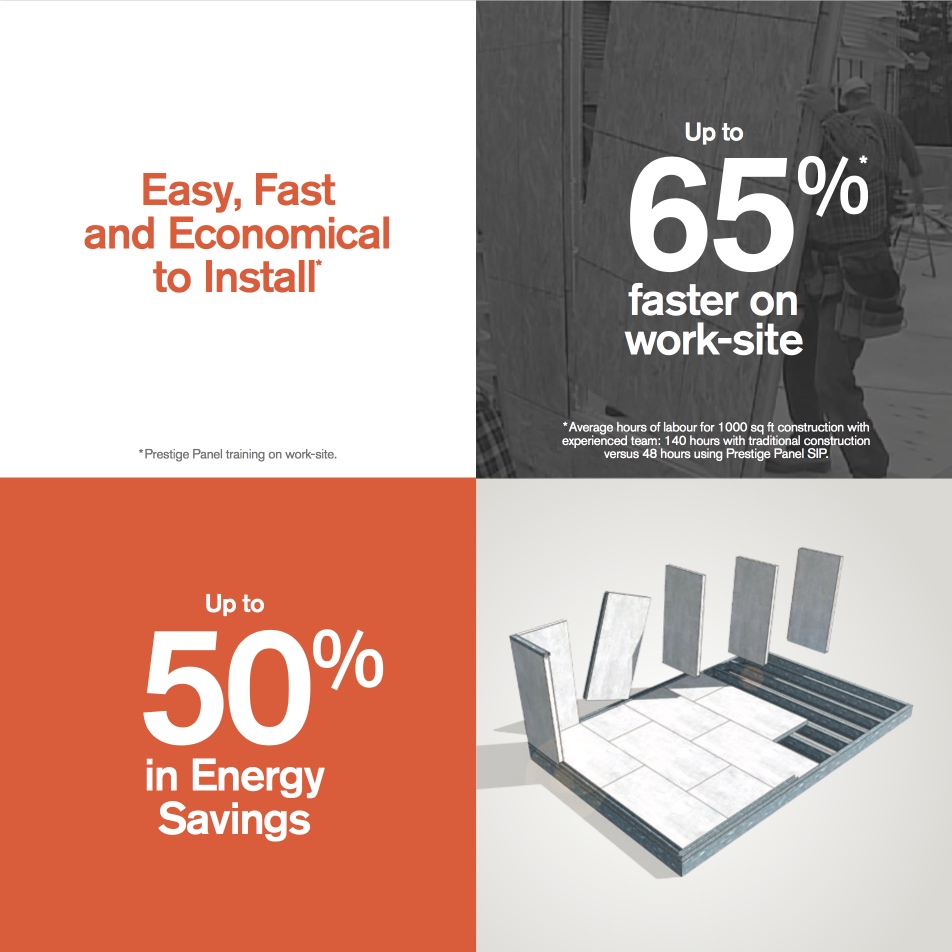 Easy, Fast
and Economical
to Install*
*Prestige Panel training on work-site.
Up to
65%*
faster on
work-site
*Average hours of labour for 1000 sq ft construction with
experienced team: 140 hours with traditional construction
versus 48 hours using Prestige Panel SIP.
Up to
50%
in Energy
Savings